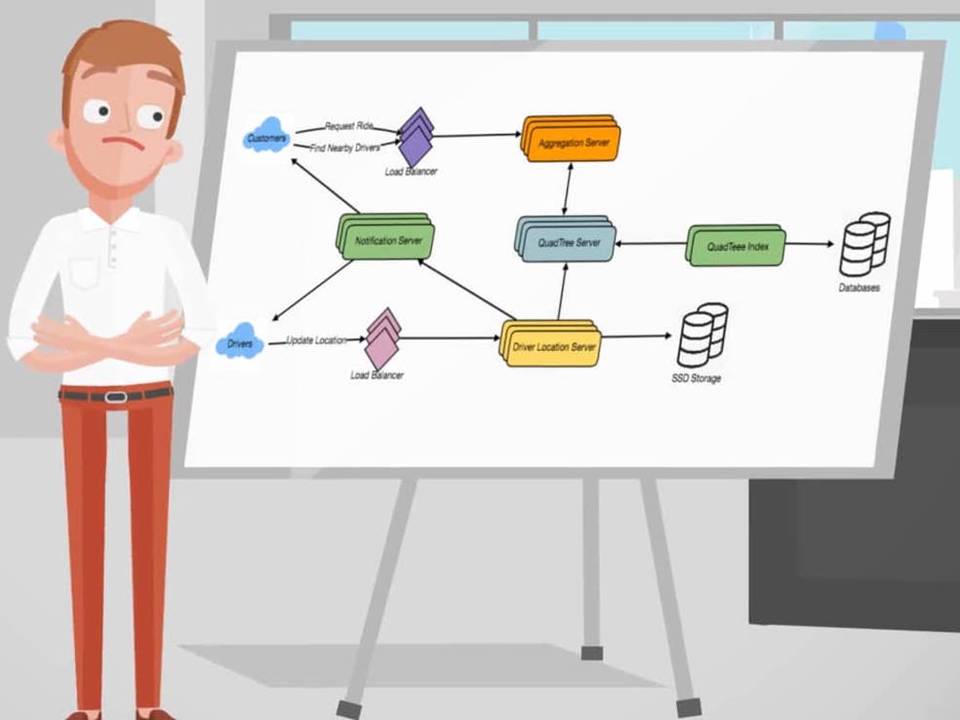 Customers
Request Ride
Find Nearby Drivers
Load Balancer
Aggregation Server
Notification Server
QuadTree Server
QuadTeee Index
Databases
Drivers
Update Location
Load Balancer
Driver Location Server
SSD Storage